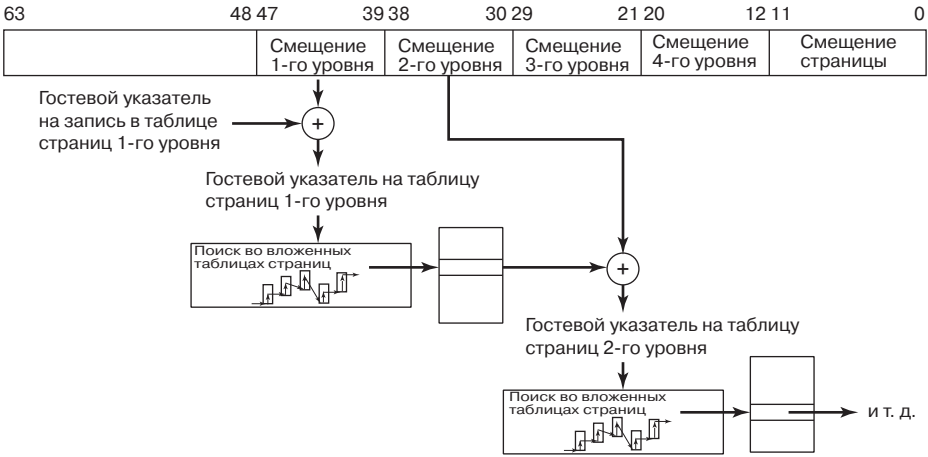 63 48 47 39 38 30 29 21 20 12 11 0
Смещение 1-го уровня
Смещение 2-го уровня
Смещение 3-го уровня
Смещение 4-го уровня
Смещение страницы
Гостевой указатель
на запись в таблице
страниц 1-го уровня
+
Гостевой указатель на таблицу
страниц 1-го уровня
Поиск во вложенных
таблицах страниц
+
Гостевой указатель на таблицу
страниц 2-го уровня
Поиск во вложенных
таблицах страниц
и т. д.